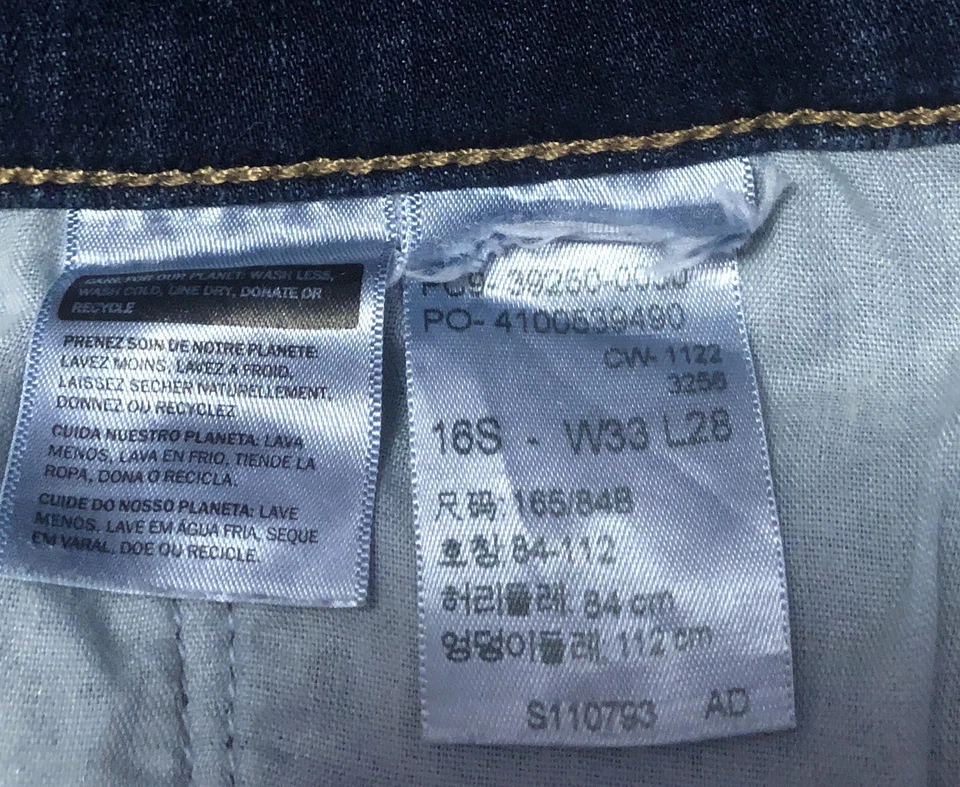 CARE FOR OUR PLANET: WASH LESS,
WASH COLD, LINE DRY, DONATE OR
RECYCLE
PRENEZ SOIN DE NOTRE PLANETE:
LAVEZ MOINS, LAVEZ A FROID,
LAISSEZ SECHER NATURELLEMENT,
DONNEZ OU RECYCLEZ
CUIDA NUESTRO PLANETA: LAVA
MENOS, LAVA EN FRIO, TIENDE LA
ROPA, DONA O RECICLA.
CUIDE DO NOSSO PLANETA: LAVE
MENOS, LAVE EM ÁGUA FRIA, SEQUE
EM VARAL, DOE OU RECICLE.
PO- 4100539490
CW- 1122
3256
16S - W33 L28
尺码: 165/84B
호칭 84-112
허리둘레: 84 cm
엉덩이둘레: 112 cm
S110793 AD